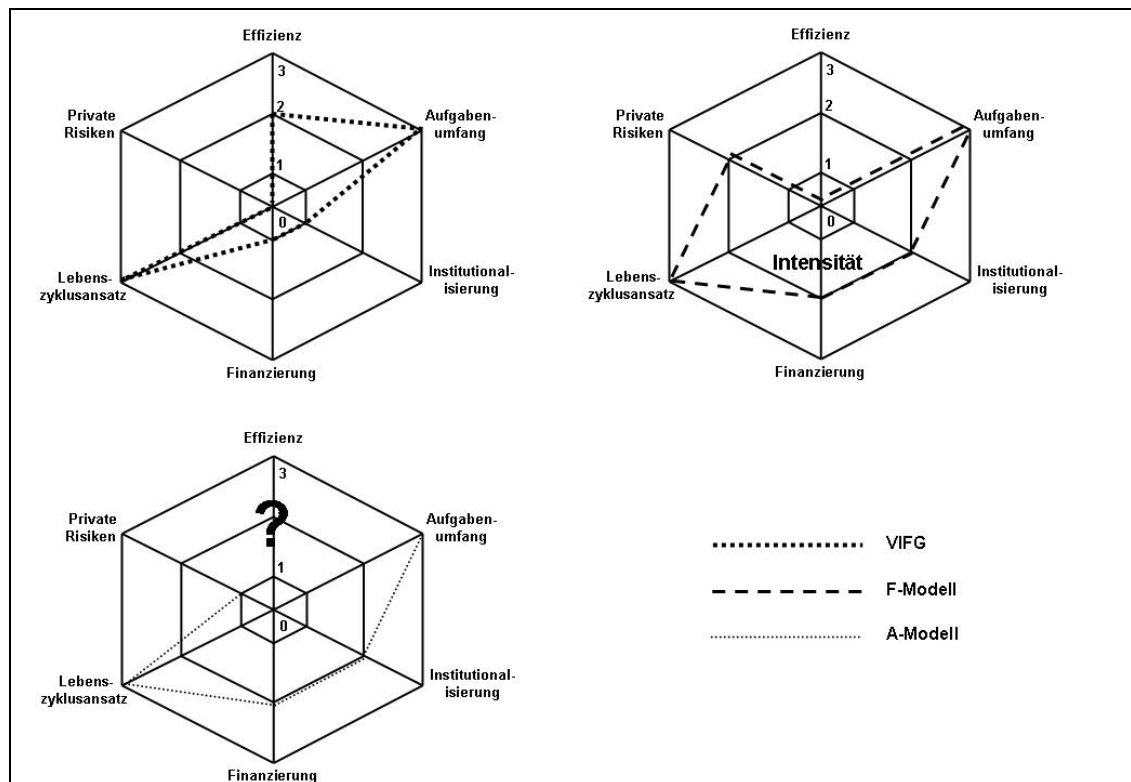 Effizienz
3
Private
Risiken
2
Aufgaben-
umfang
1
0
Lebens-
zyklusansatz
Institutional-
isierung
Finanzierung
Effizienz
3
Private
Risiken
2
Aufgaben-
umfang
1
0
Intensität
Lebens-
zyklusansatz
Institutional-
isierung
Finanzierung
Effizienz
3
Private
Risiken
?
Aufgaben-
umfang
1
0
Lebens-
zyklusansatz
Institutional-
isierung
Finanzierung
VIFG
F-Modell
A-Modell